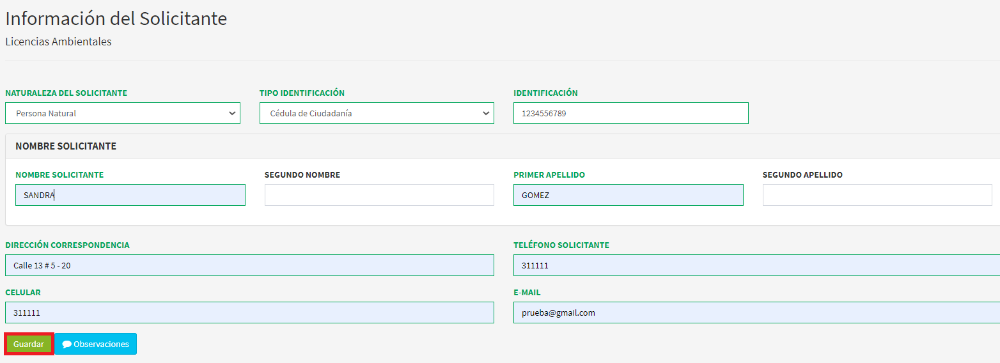 Información del Solicitante
Licencias Ambientales
NATURALEZA DEL SOLICITANTE TIPO IDENTIFICACIÓN IDENTIFICACIÓN
Persona Natural Cédula de Ciudadanía 1234556789
NOMBRE SOLICITANTE
NOMBRE SOLICITANTE SEGUNDO NOMBRE PRIMER APELLIDO SEGUNDO APELLIDO
SANDRA GOMEZ
DIRECCIÓN CORRESPONDENCIA TELÉFONO SOLICITANTE
Calle 13 # 5 - 20 311111
CELULAR E-MAIL
311111 prueba@gmail.com
Guardar Observaciones